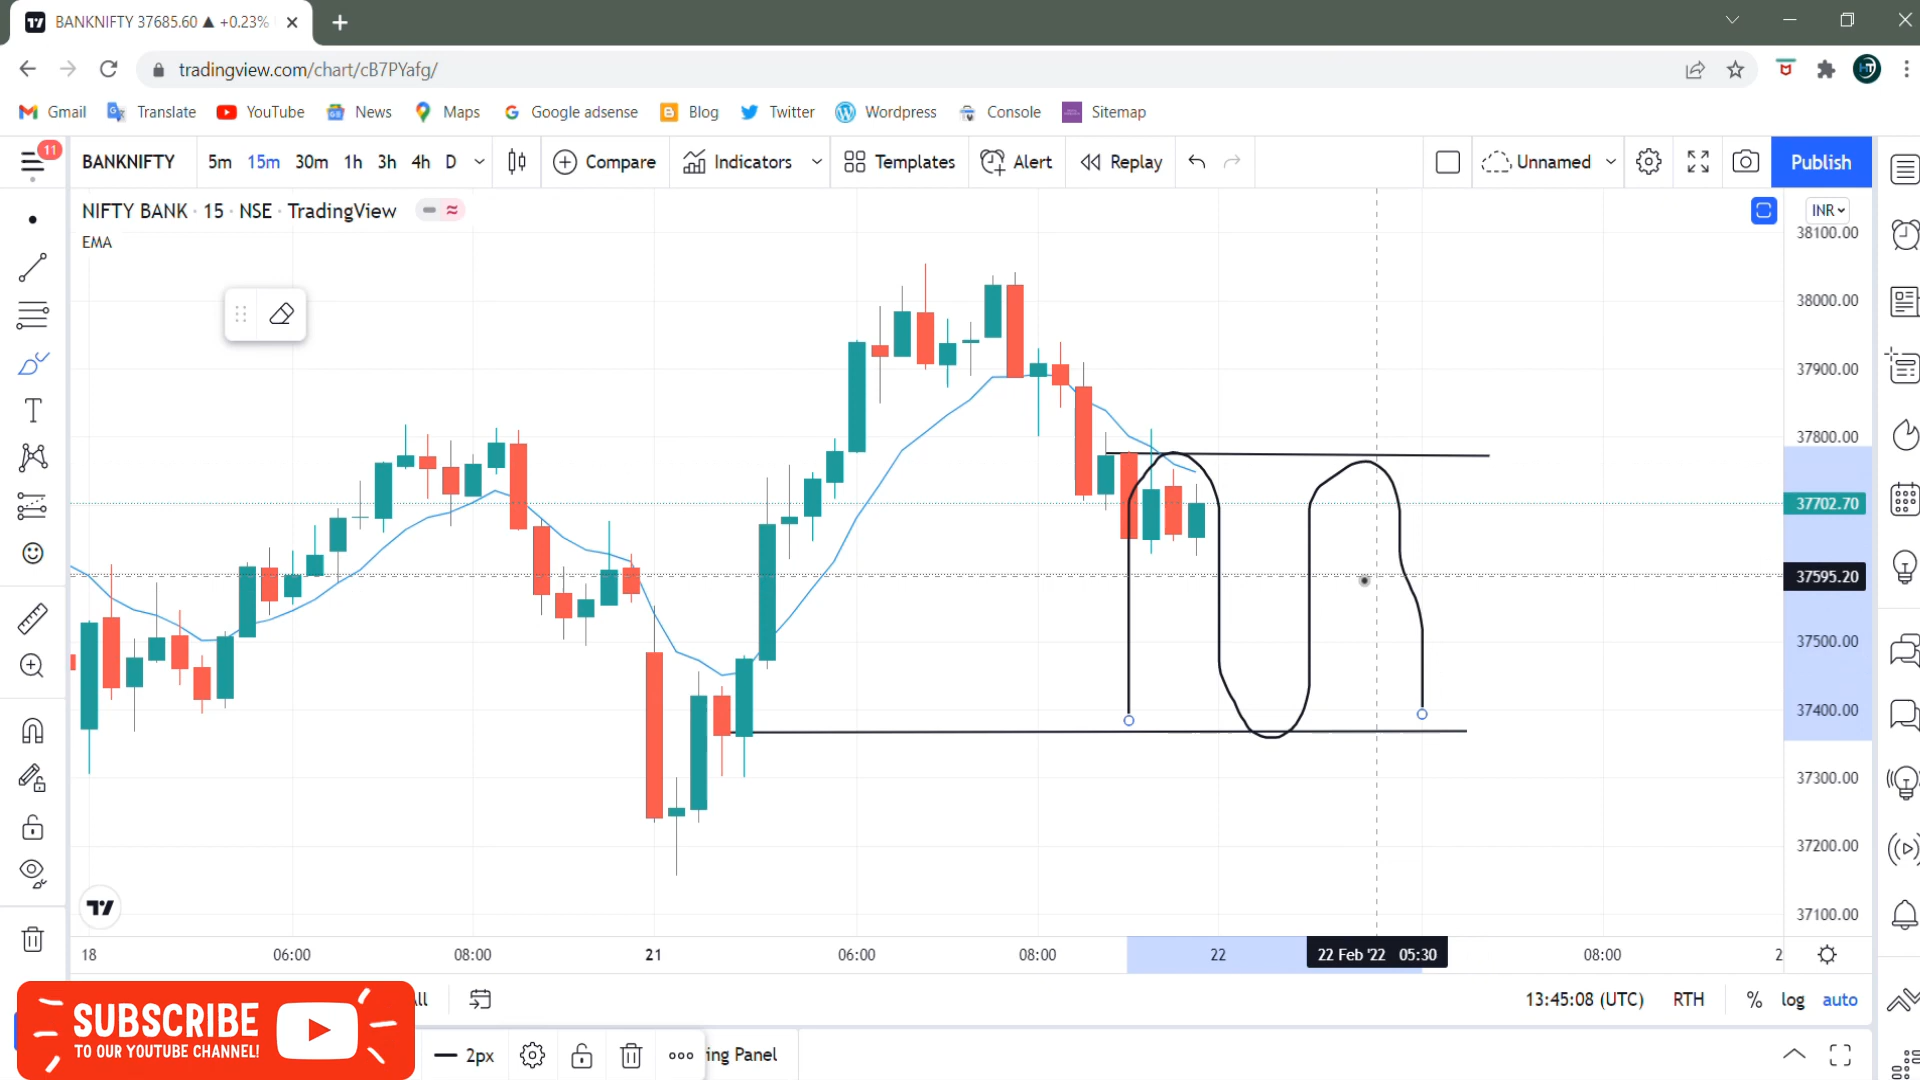 BANKNIFTY 37685.60 ▲ +0.23%
tradingview.com/chart/cB7PYafg/
Gmail Translate YouTube News Maps Google adsense Blog Twitter Wordpress Console Sitemap
11
BANKNIFTY 5m 15m 30m 1h 3h 4h D Compare Indicators Templates Alert Replay Unnamed Publish
NIFTY BANK · 15 · NSE · TradingView
INR
EMA
38100.00
38000.00
37900.00
37800.00
37702.70
37595.20
37500.00
37400.00
37300.00
37200.00
37100.00
18 06:00 08:00 21 06:00 08:00 22 22 Feb '22 05:30 08:00 2
13:45:08 (UTC) RTH % log auto
SUBSCRIBE
TO OUR YOUTUBE CHANNEL!
2px
ing Panel